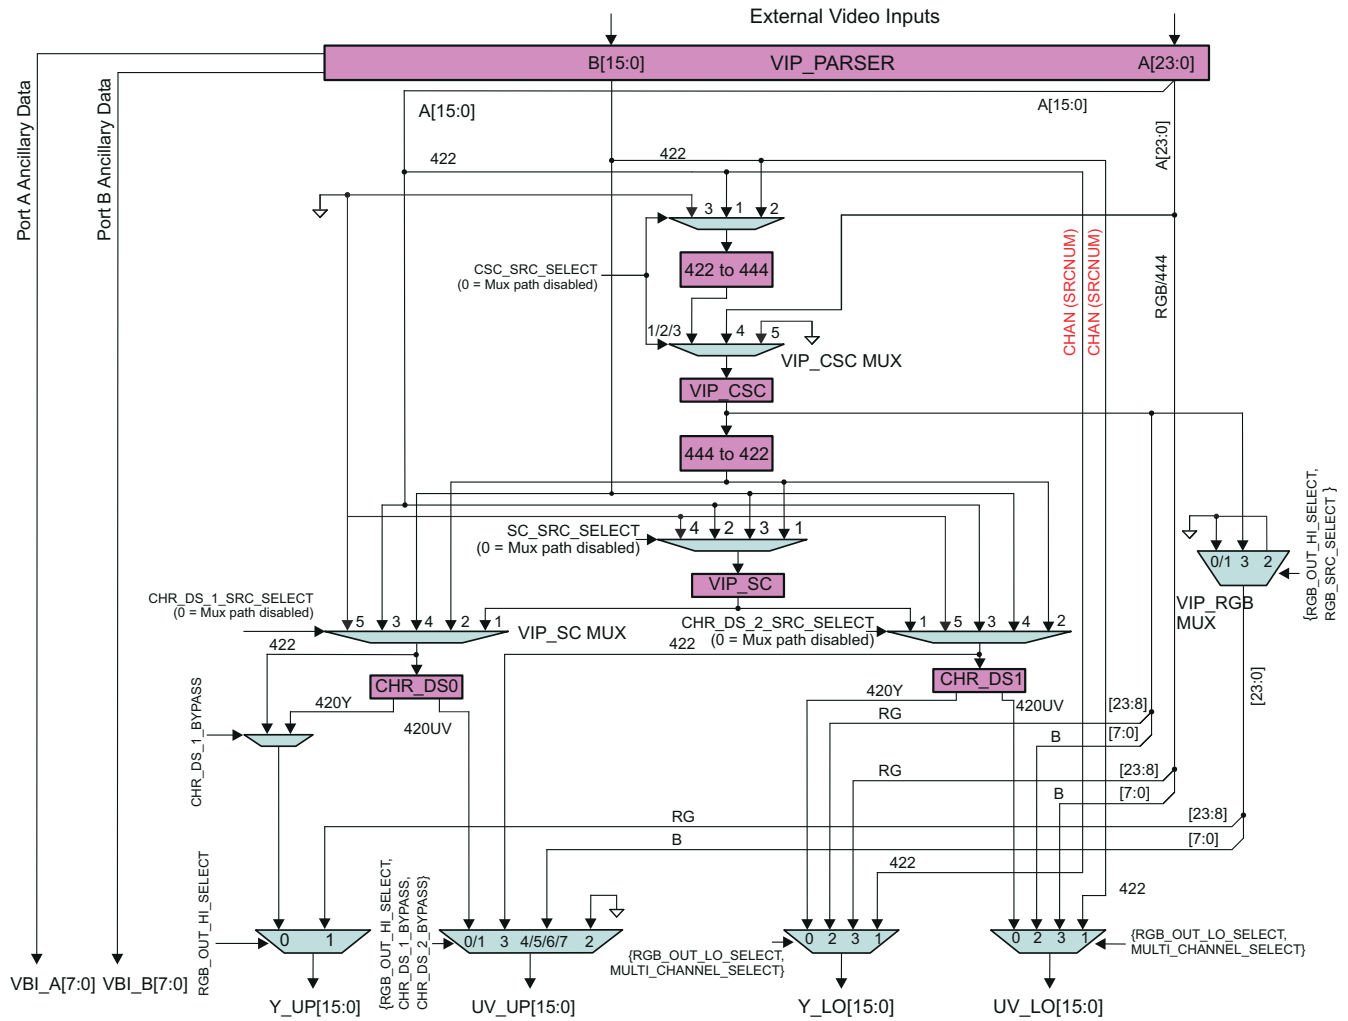 External Video Inputs
B[15:0] VIP_PARSER A[23:0]
Port A Ancillary Data
Port B Ancillary Data
A[15:0]
A[15:0]
A[23:0]
422
422
3 1 2
CSC_SRC_SELECT
(0 = Mux path disabled)
422 to 444
CHAN (SRCNUM)
CHAN (SRCNUM)
RGB/444
1/2/3 4 5
VIP_CSC MUX
VIP_CSC
444 to 422
SC_SRC_SELECT
(0 = Mux path disabled)
4 2 3 1
{RGB_OUT_HI_SELECT,
RGB_SRC_SELECT }
0/1 3 2
VIP_RGB
MUX
VIP_SC
CHR_DS_1_SRC_SELECT
(0 = Mux path disabled)
5 3 4 2 1
VIP_SC MUX
CHR_DS_2_SRC_SELECT
(0 = Mux path disabled)
1 5 3 4 2
422
422
CHR_DS0
CHR_DS1
420Y
420UV
420Y
420UV
[23:0]
CHR_DS_1_BYPASS
RG
[23:8]
B
[7:0]
RG
[23:8]
B
[7:0]
RG
[23:8]
B
[7:0]
422
422
RGB_OUT_HI_SELECT
0 1
{RGB_OUT_HI_SELECT,
CHR_DS_1_BYPASS,
CHR_DS_2_BYPASS}
0/1 3 4/5/6/7 2
{RGB_OUT_LO_SELECT,
MULTI_CHANNEL_SELECT}
0 2 3 1
0 2 3 1
{RGB_OUT_LO_SELECT,
MULTI_CHANNEL_SELECT}
VBI_A[7:0] VBI_B[7:0]
Y_UP[15:0]
UV_UP[15:0]
Y_LO[15:0]
UV_LO[15:0]